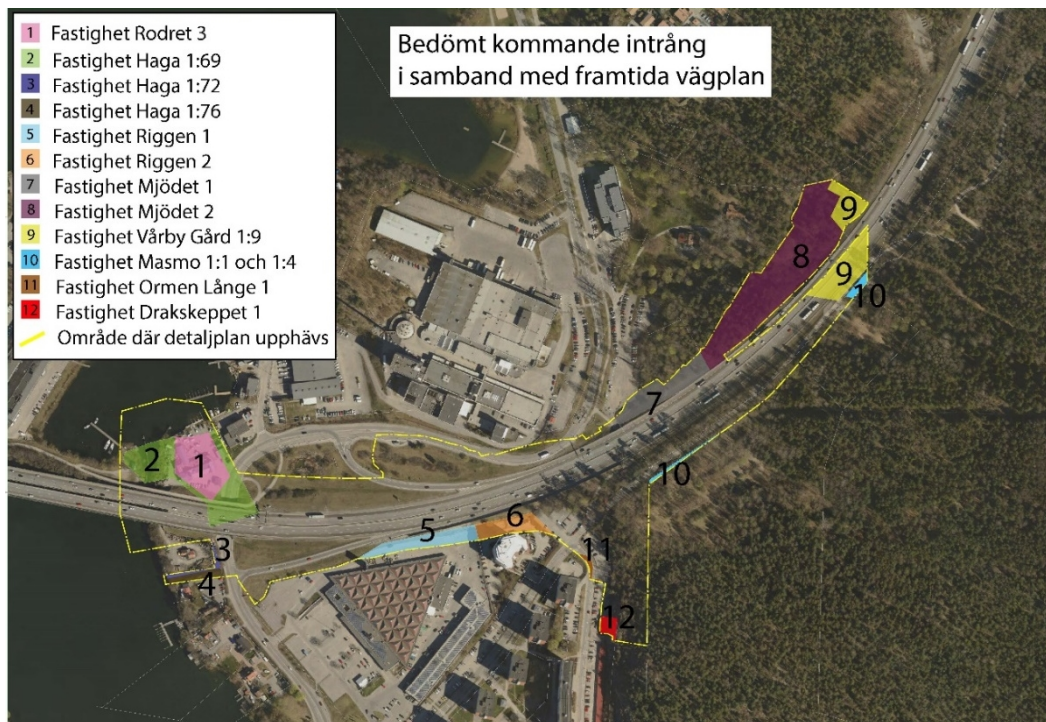 Bedömt kommande intrång
i samband med framtida vägplan
1 Fastighet Rodret 3
2 Fastighet Haga 1:69
3 Fastighet Haga 1:72
4 Fastighet Haga 1:76
5 Fastighet Riggen 1
6 Fastighet Riggen 2
7 Fastighet Mjödet 1
8 Fastighet Mjödet 2
9 Fastighet Vårby Gård 1:9
10 Fastighet Masmo 1:1 och 1:4
11 Fastighet Ormen Långe 1
12 Fastighet Drakskeppet 1
Område där detaljplan upphävs
9
8
9
10
7
2
1
10
6
5
3
11
4
12